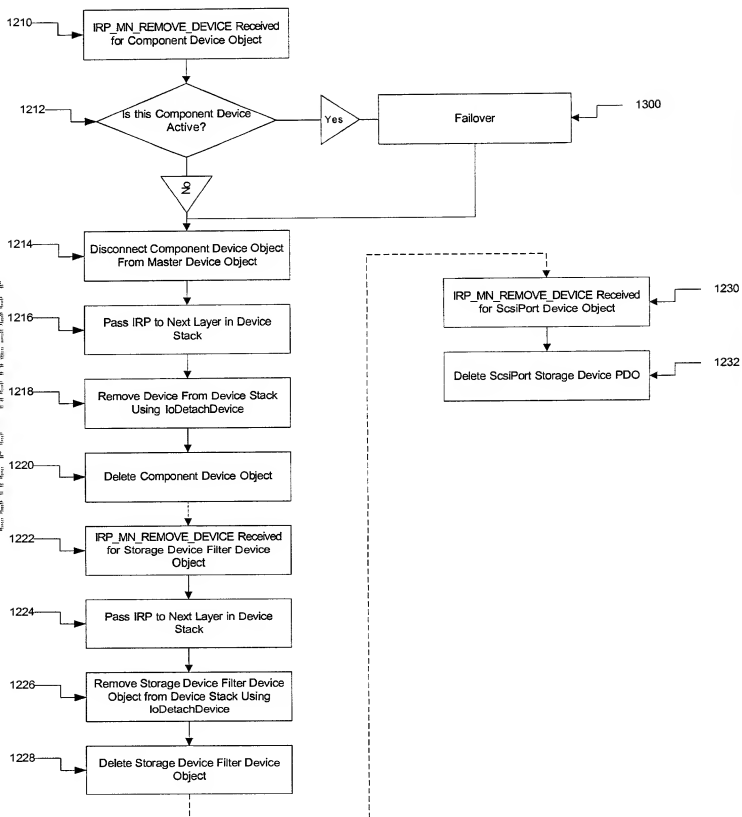 1210
IRP_MN_REMOVE_DEVICE Received
for Component Device Object
1212
Is this Component Device
Active?
Yes
Failover
1300
No
1214
Disconnect Component Device Object
From Master Device Object
1216
Pass IRP to Next Layer in Device
Stack
1218
Remove Device From Device Stack
Using IoDetachDevice
1220
Delete Component Device Object
1222
IRP_MN_REMOVE_DEVICE Received
for Storage Device Filter Device
Object
1224
Pass IRP to Next Layer in Device
Stack
1226
Remove Storage Device Filter Device
Object from Device Stack Using
IoDetachDevice
1228
Delete Storage Device Filter Device
Object
IRP_MN_REMOVE_DEVICE Received
for ScsiPort Device Object
1230
Delete ScsiPort Storage Device PDO
1232